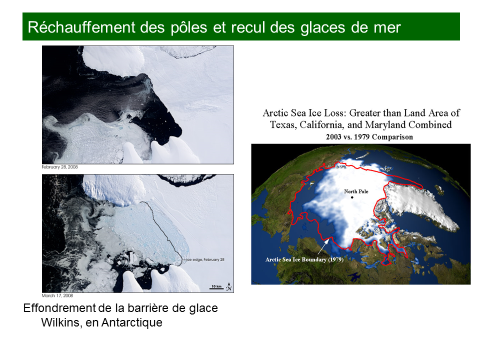 Réchauffement des pôles et recul des glaces de mer
February 28, 2008
Ice edge, February 28
10 km
N
March 17, 2008
Effondrement de la barrière de glace
Wilkins, en Antarctique
Arctic Sea Ice Loss: Greater than Land Area of
Texas, California, and Maryland Combined
2003 vs. 1979 Comparison
North Pole
Arctic Sea Ice Boundary (1979)